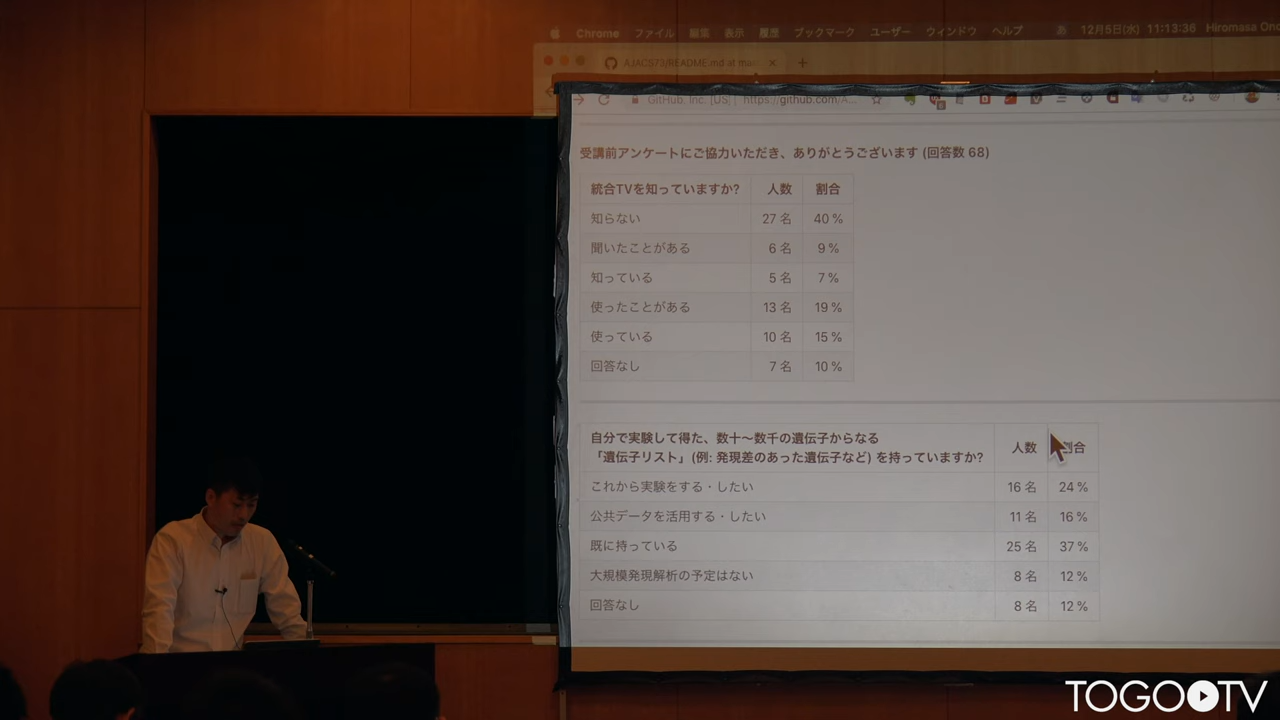 Chrome ファイル 編集 表示 履歴 ブックマーク ユーザー ウィンドウ ヘルプ あ 12月5日(水) 11:13:36 Hiromasa Ono
AJACS73/README.md at mas
GitHub, Inc. [US] https://github.com/A...
受講前アンケートにご協力いただき、ありがとうございます (回答数 68)
統合TVを知っていますか? 人数 割合
知らない 27 名 40 %
聞いたことがある 6 名 9 %
知っている 5 名 7 %
使ったことがある 13 名 19 %
使っている 10 名 15 %
回答なし 7 名 10 %
自分で実験して得た、数十〜数千の遺伝子からなる
「遺伝子リスト」(例: 発現差のあった遺伝子など) を持っていますか? 人数 割合
これから実験をする・したい 16 名 24 %
公共データを活用する・したい 11 名 16 %
既に持っている 25 名 37 %
大規模発現解析の予定はない 8 名 12 %
回答なし 8 名 12 %
TOGO TV